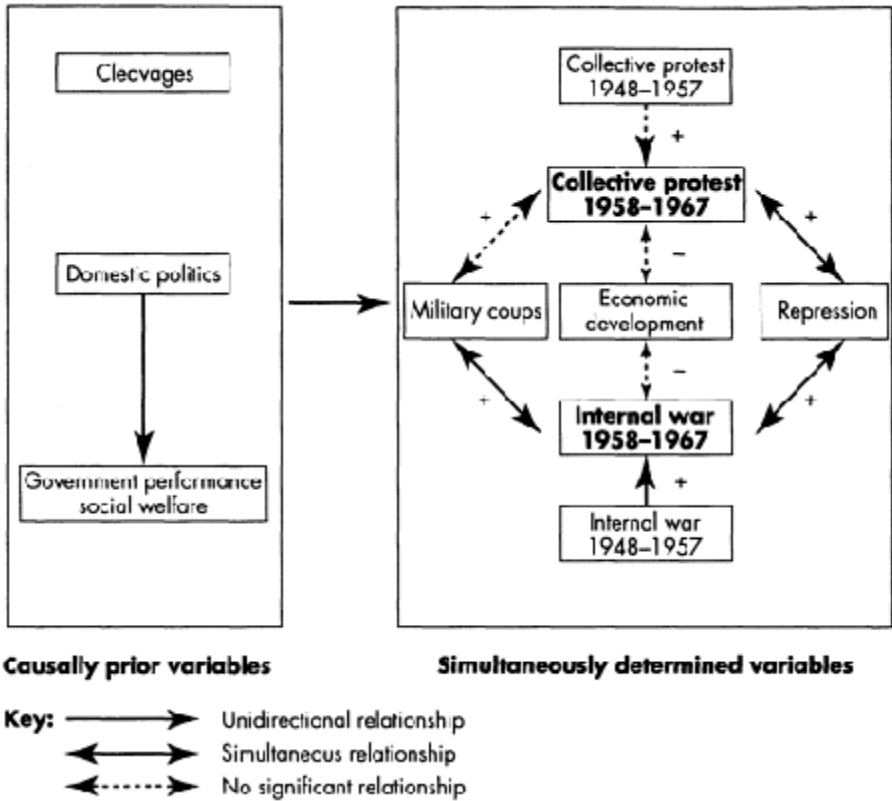 Clecvages
Domestic politics
Government performance
social welfare
Collective protest
1948–1957
+
Collective protest
1958–1967
+
+
–
Military coups
Economic
development
Repression
–
+
+
Internal war
1958–1967
+
Internal war
1948–1957
Causally prior variables
Simultaneously determined variables
Key:
Unidirectional relationship
Simultanecus relationship
No significant relationship